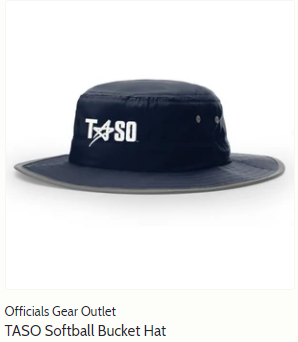 TASO
Officials Gear Outlet
TASO Softball Bucket Hat